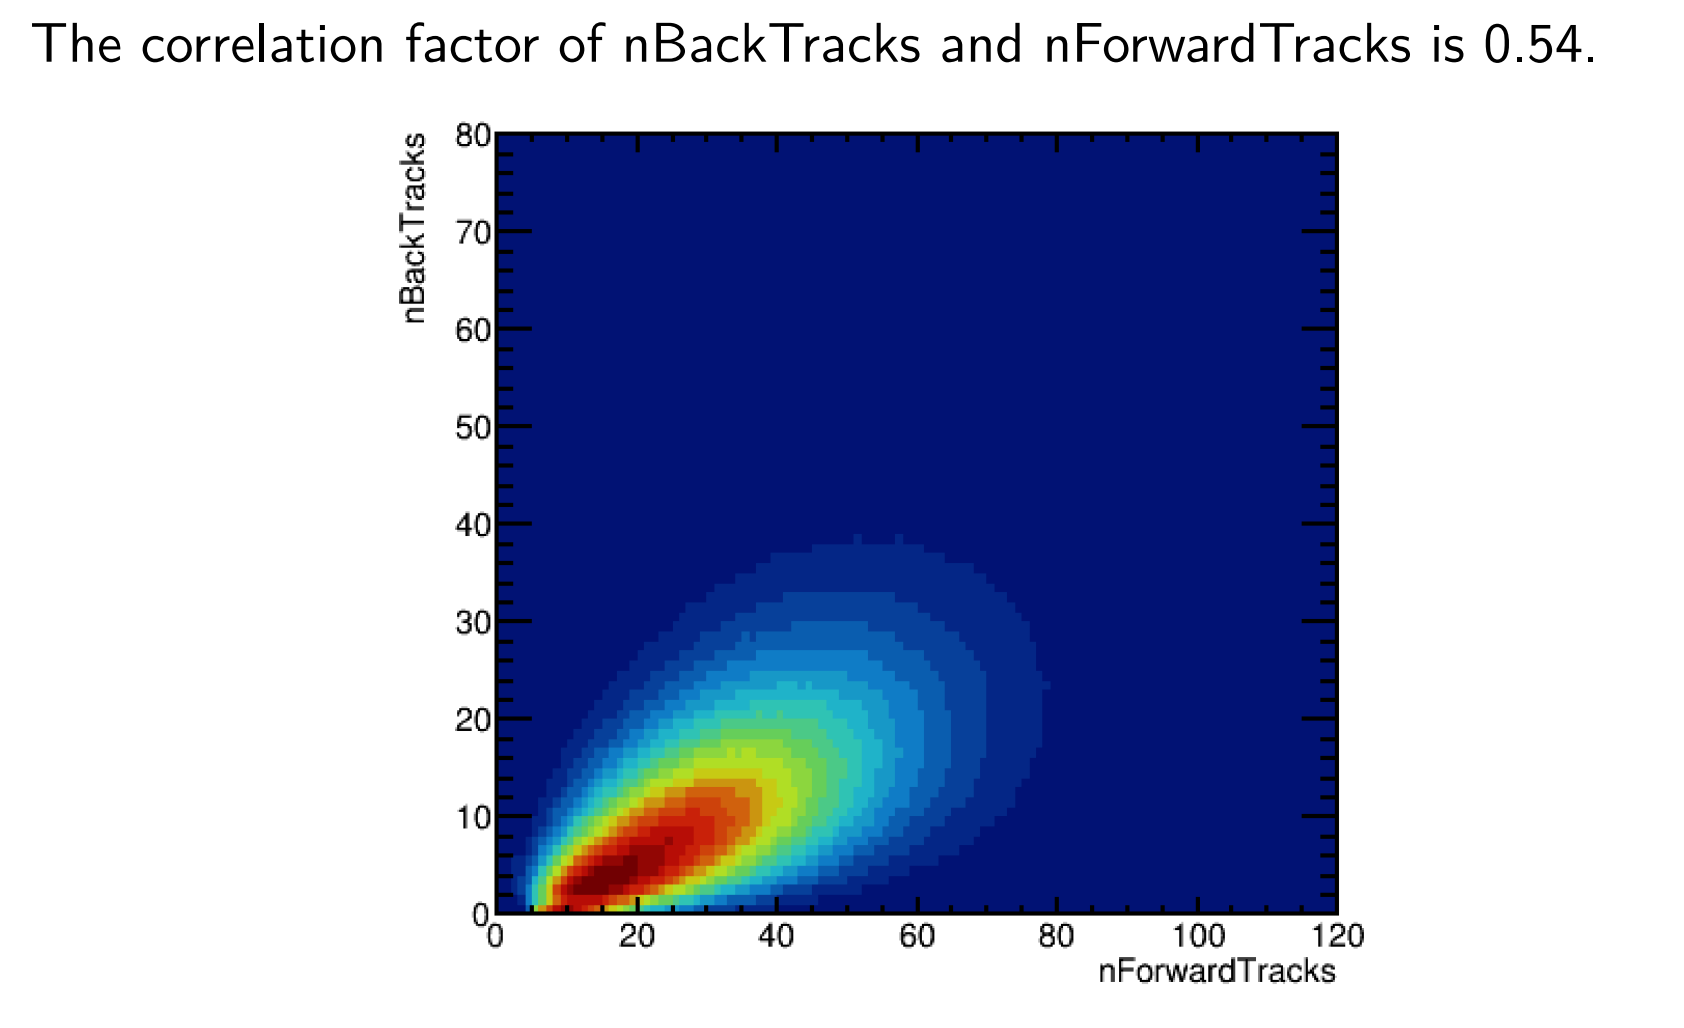 The correlation factor of nBackTracks and nForwardTracks is 0.54.
nBackTracks
80
70
60
50
40
30
20
10
0
0 20 40 60 80 100 120
nForwardTracks